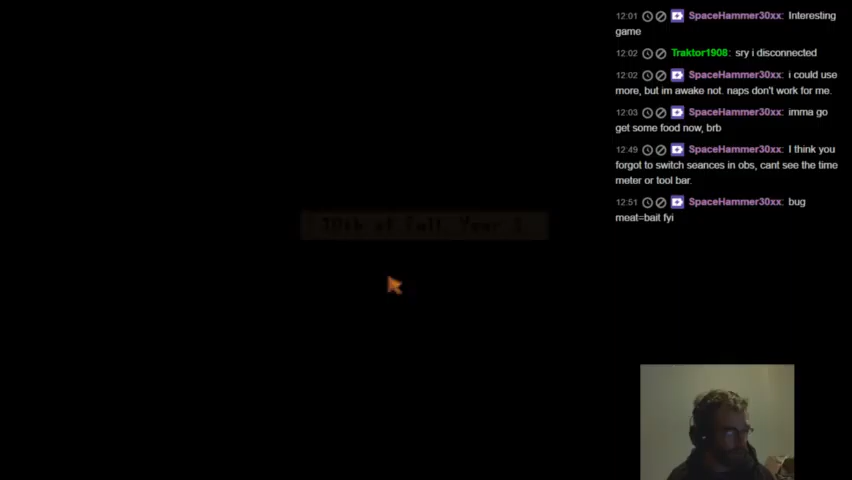 12:01 SpaceHammer30xx: Interesting
game
12:02 Traktor1908: sry i disconnected
12:02 SpaceHammer30xx: i could use
more, but im awake not. naps don't work for me.
12:03 SpaceHammer30xx: imma go
get some food now, brb
12:49 SpaceHammer30xx: I think you
forgot to switch seances in obs, cant see the time
meter or tool bar.
12:51 SpaceHammer30xx: bug
meat=bait fyi
of Fall, Year